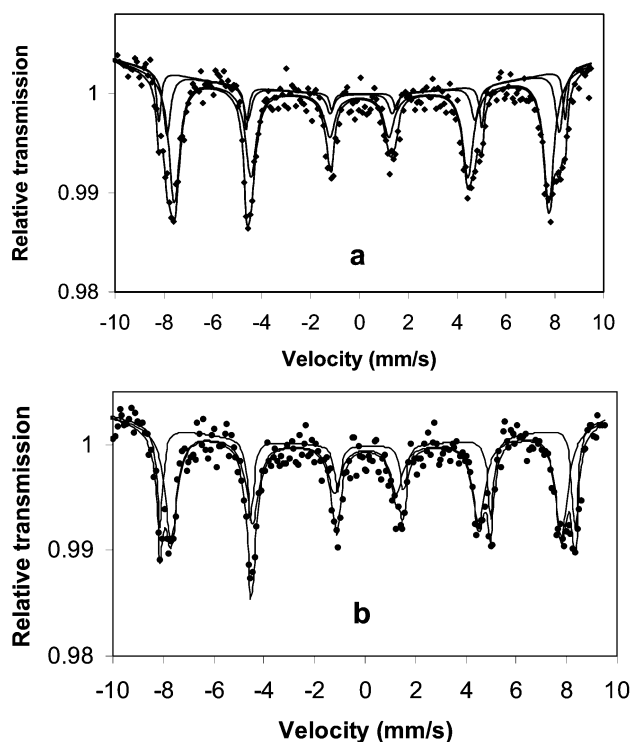 Relative transmission
1
0.99
0.98
a
-10 -8 -6 -4 -2 0 2 4 6 8 10
Velocity (mm/s)
Relative transmission
1
0.99
0.98
b
-10 -8 -6 -4 -2 0 2 4 6 8 10
Velocity (mm/s)